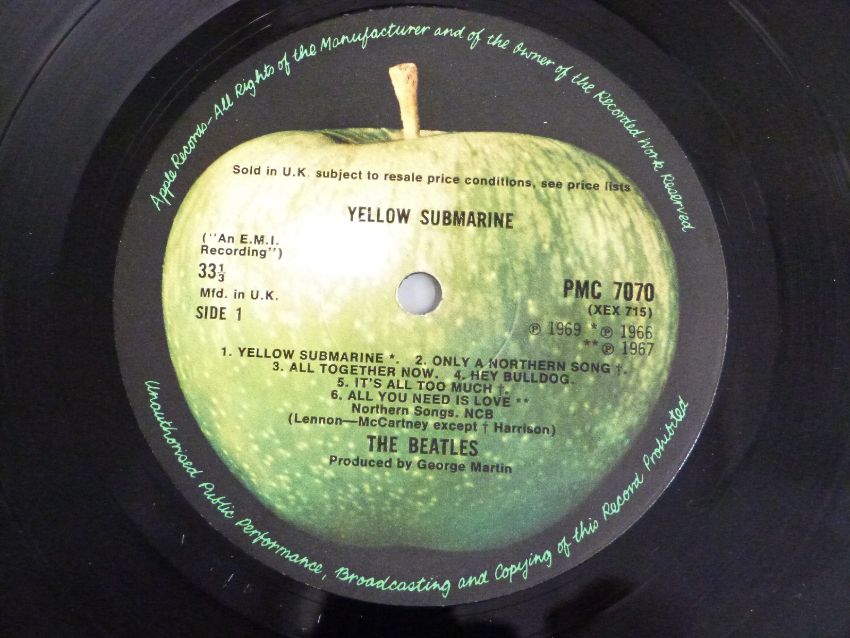 Apple Records–All Rights of the Manufacturer and of the Owner of the Recorded Work Reserved
Sold in U.K. subject to resale price conditions, see price lists
YELLOW SUBMARINE
("An E.M.I.
Recording")
33⅓
Mfd. in U.K.
SIDE 1
PMC 7070
(XEX 715)
℗ 1969 *℗ 1966
**℗ 1967
1. YELLOW SUBMARINE *. 2. ONLY A NORTHERN SONG †.
3. ALL TOGETHER NOW. 4. HEY BULLDOG.
5. IT'S ALL TOO MUCH †.
6. ALL YOU NEED IS LOVE **
Northern Songs. NCB
(Lennon—McCartney except † Harrison)
THE BEATLES
Produced by George Martin
Unauthorised Public Performance, Broadcasting and Copying of this Record Prohibited